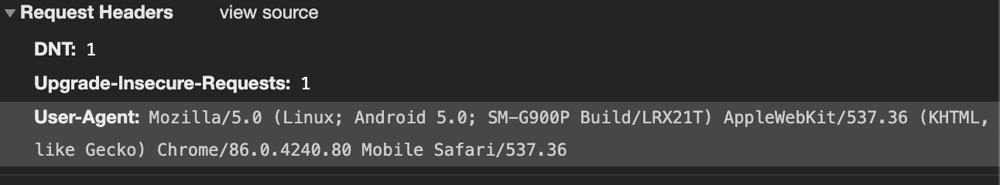 ▼ Request Headers view source
DNT: 1
Upgrade-Insecure-Requests: 1
User-Agent: Mozilla/5.0 (Linux; Android 5.0; SM-G900P Build/LRX21T) AppleWebKit/537.36 (KHTML,
like Gecko) Chrome/86.0.4240.80 Mobile Safari/537.36